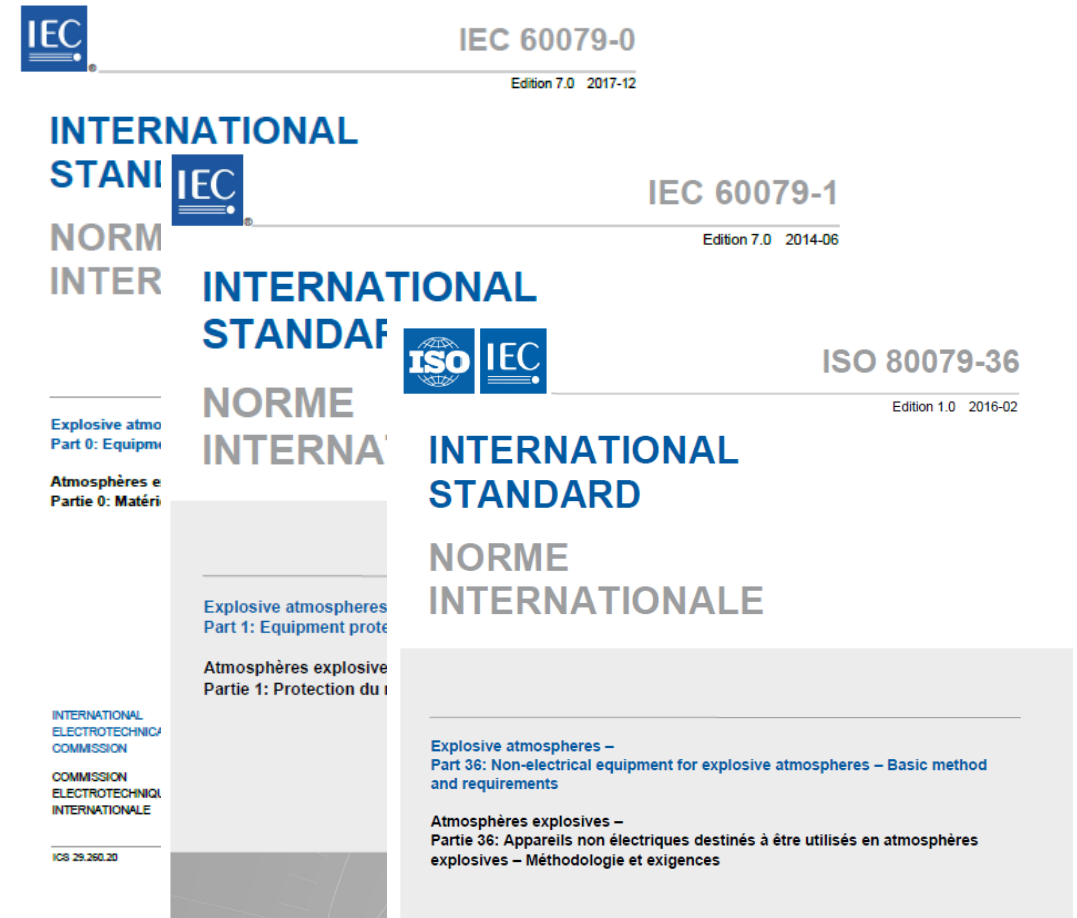 IEC
®
IEC 60079-0
Edition 7.0 2017-12
INTERNATIONAL
STAND
NORM
INTER
Explosive atmo
Part 0: Equipme
Atmosphères e
Partie 0: Matéri
INTERNATIONAL
ELECTROTECHNICA
COMMISSION
COMMISSION
ELECTROTECHNIQU
INTERNATIONALE
ICS 29.260.20
IEC
®
IEC 60079-1
Edition 7.0 2014-06
INTERNATIONAL
STANDAR
NORME
INTERNA
Explosive atmospheres
Part 1: Equipment prote
Atmosphères explosive
Partie 1: Protection du
ISO IEC
ISO 80079-36
Edition 1.0 2016-02
INTERNATIONAL
STANDARD
NORME
INTERNATIONALE
Explosive atmospheres –
Part 36: Non-electrical equipment for explosive atmospheres – Basic method
and requirements
Atmosphères explosives –
Partie 36: Appareils non électriques destinés à être utilisés en atmosphères
explosives – Méthodologie et exigences